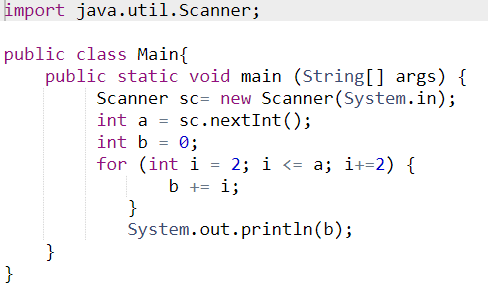 import java.util.Scanner;
public class Main{
    public static void main (String[] args) {
        Scanner sc= new Scanner(System.in);
        int a = sc.nextInt();
        int b = 0;
        for (int i = 2; i <= a; i+=2) {
               b += i;
           }
           System.out.println(b);
    }
}